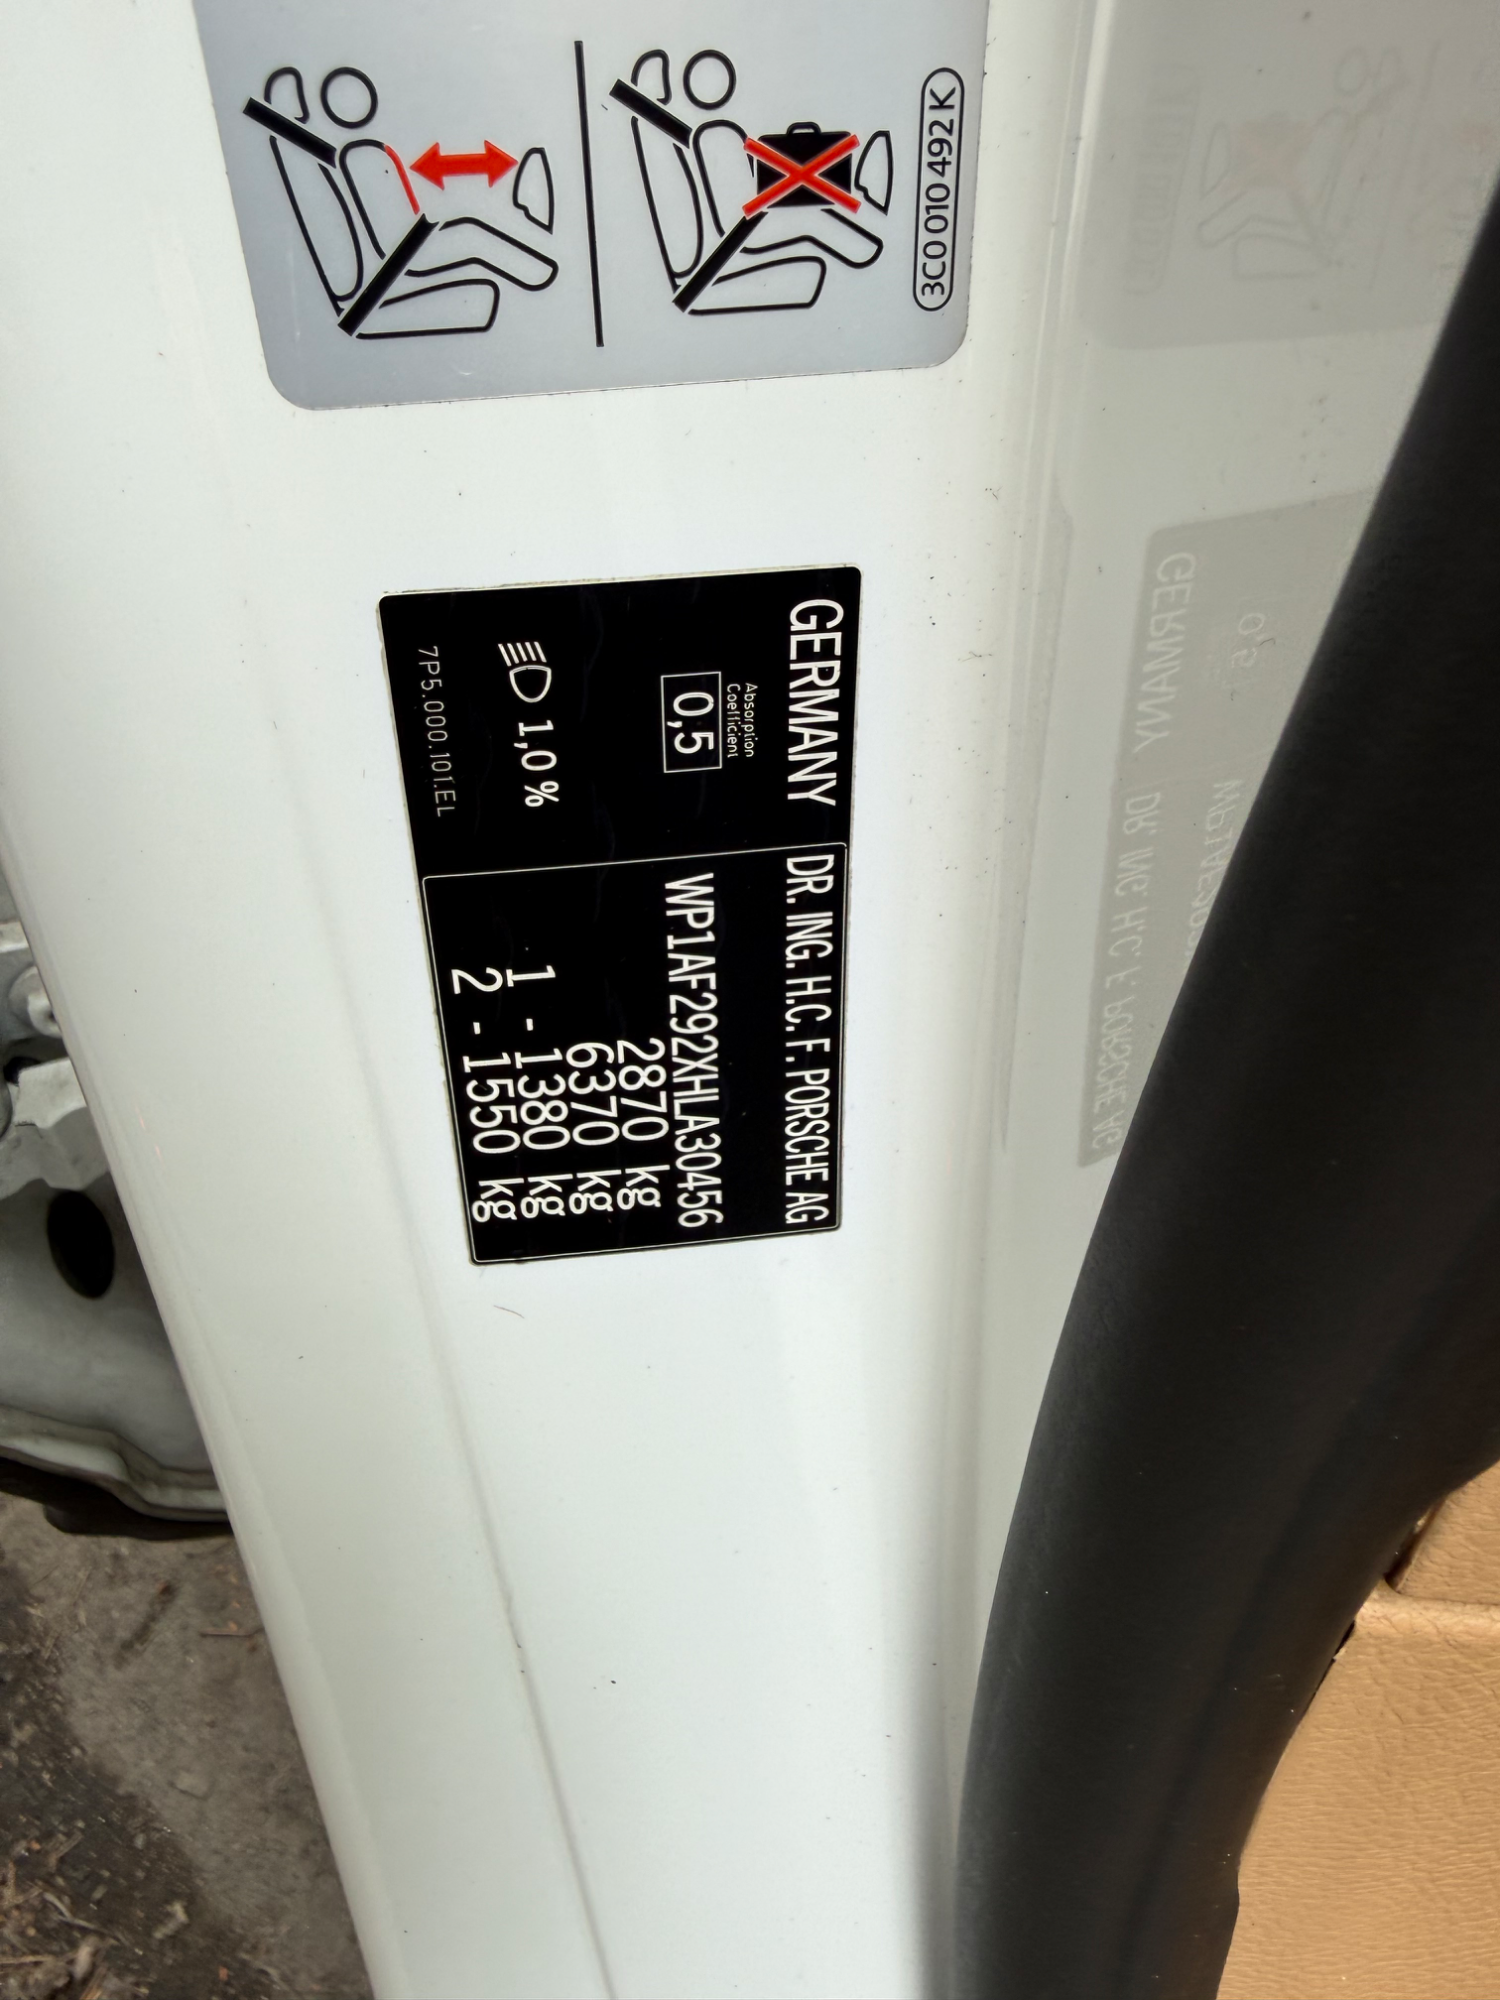 3C0 010 492 K
GERMANY
Absorption
Coefficient
0,5
1,0 %
7P5.000.101.EL
DR. ING. H.C. F. PORSCHE AG
WP1AF292XHLA30456
2870 kg
6370 kg
1 - 1380 kg
2 - 1550 kg